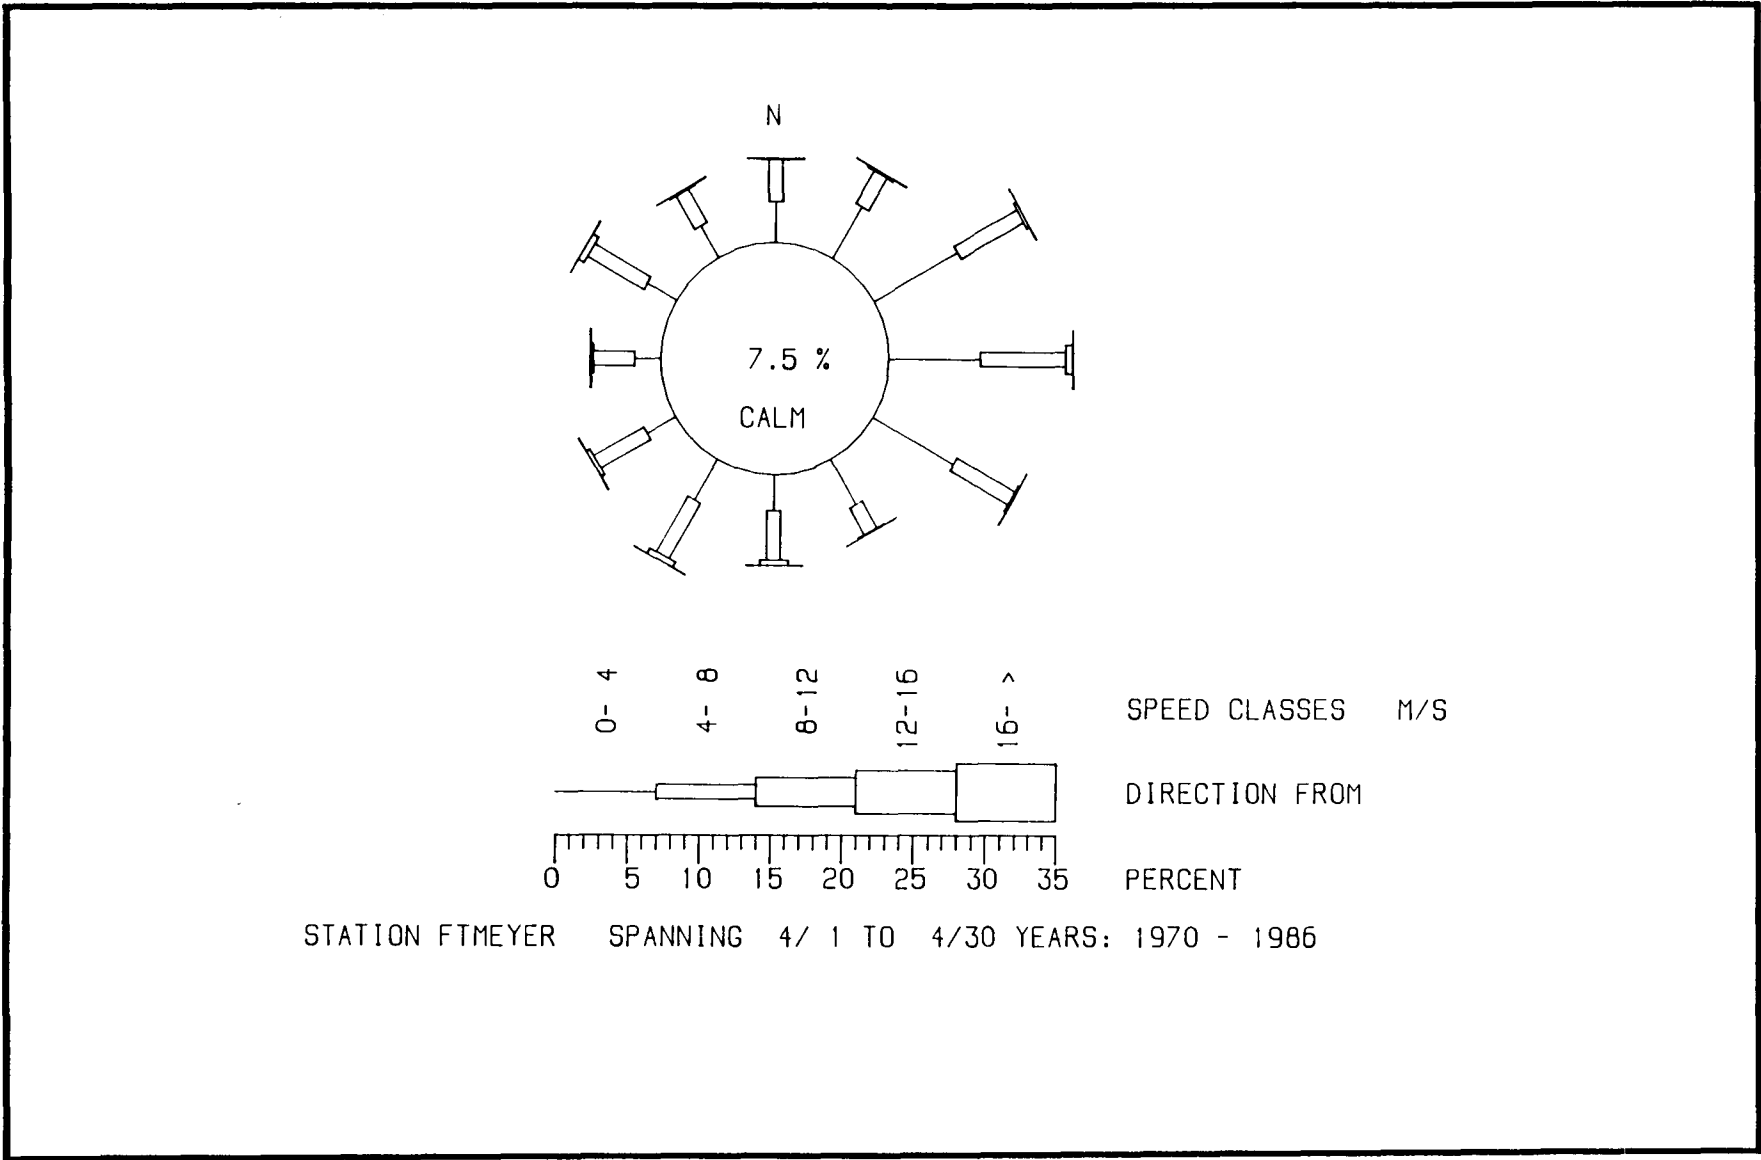 N
7.5 %
CALM
0- 4 4- 8 8-12 12-16 16- > SPEED CLASSES M/S
DIRECTION FROM
0 5 10 15 20 25 30 35 PERCENT
STATION FTMEYER SPANNING 4/ 1 TO 4/30 YEARS: 1970 - 1986